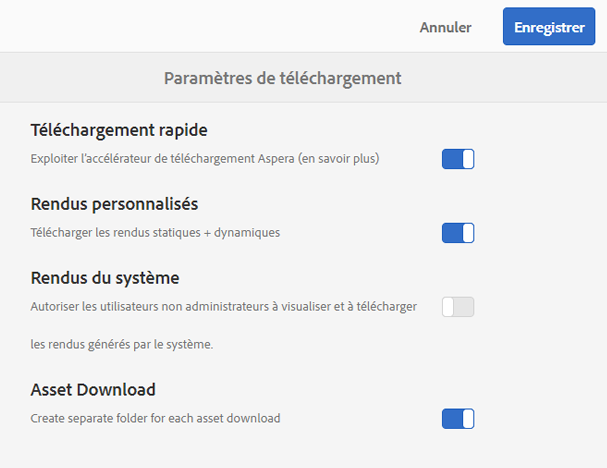 Annuler
Enregistrer
Paramètres de téléchargement
Téléchargement rapide
Exploiter l'accélérateur de téléchargement Aspera (en savoir plus)
Rendus personnalisés
Télécharger les rendus statiques + dynamiques
Rendus du système
Autoriser les utilisateurs non administrateurs à visualiser et à télécharger
les rendus générés par le système.
Asset Download
Create separate folder for each asset download